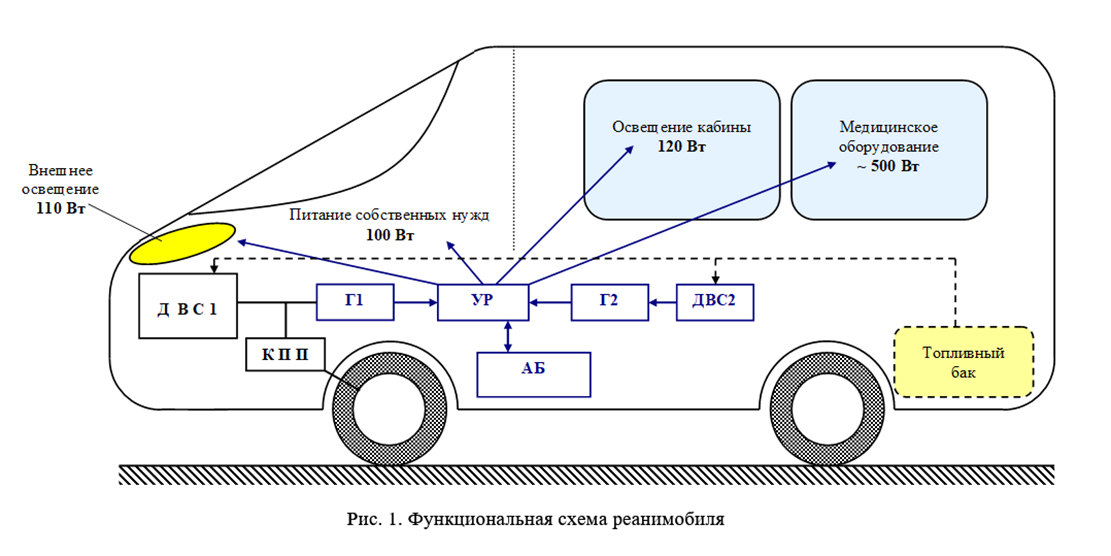 Освещение кабины
120 Вт
Медицинское
оборудование
~ 500 Вт
Внешнее
освещение
110 Вт
Питание собственных нужд
100 Вт
Д В С 1
Г1
УР
Г2
ДВС2
К П П
АБ
Топливный
бак
Рис. 1. Функциональная схема реанимобиля